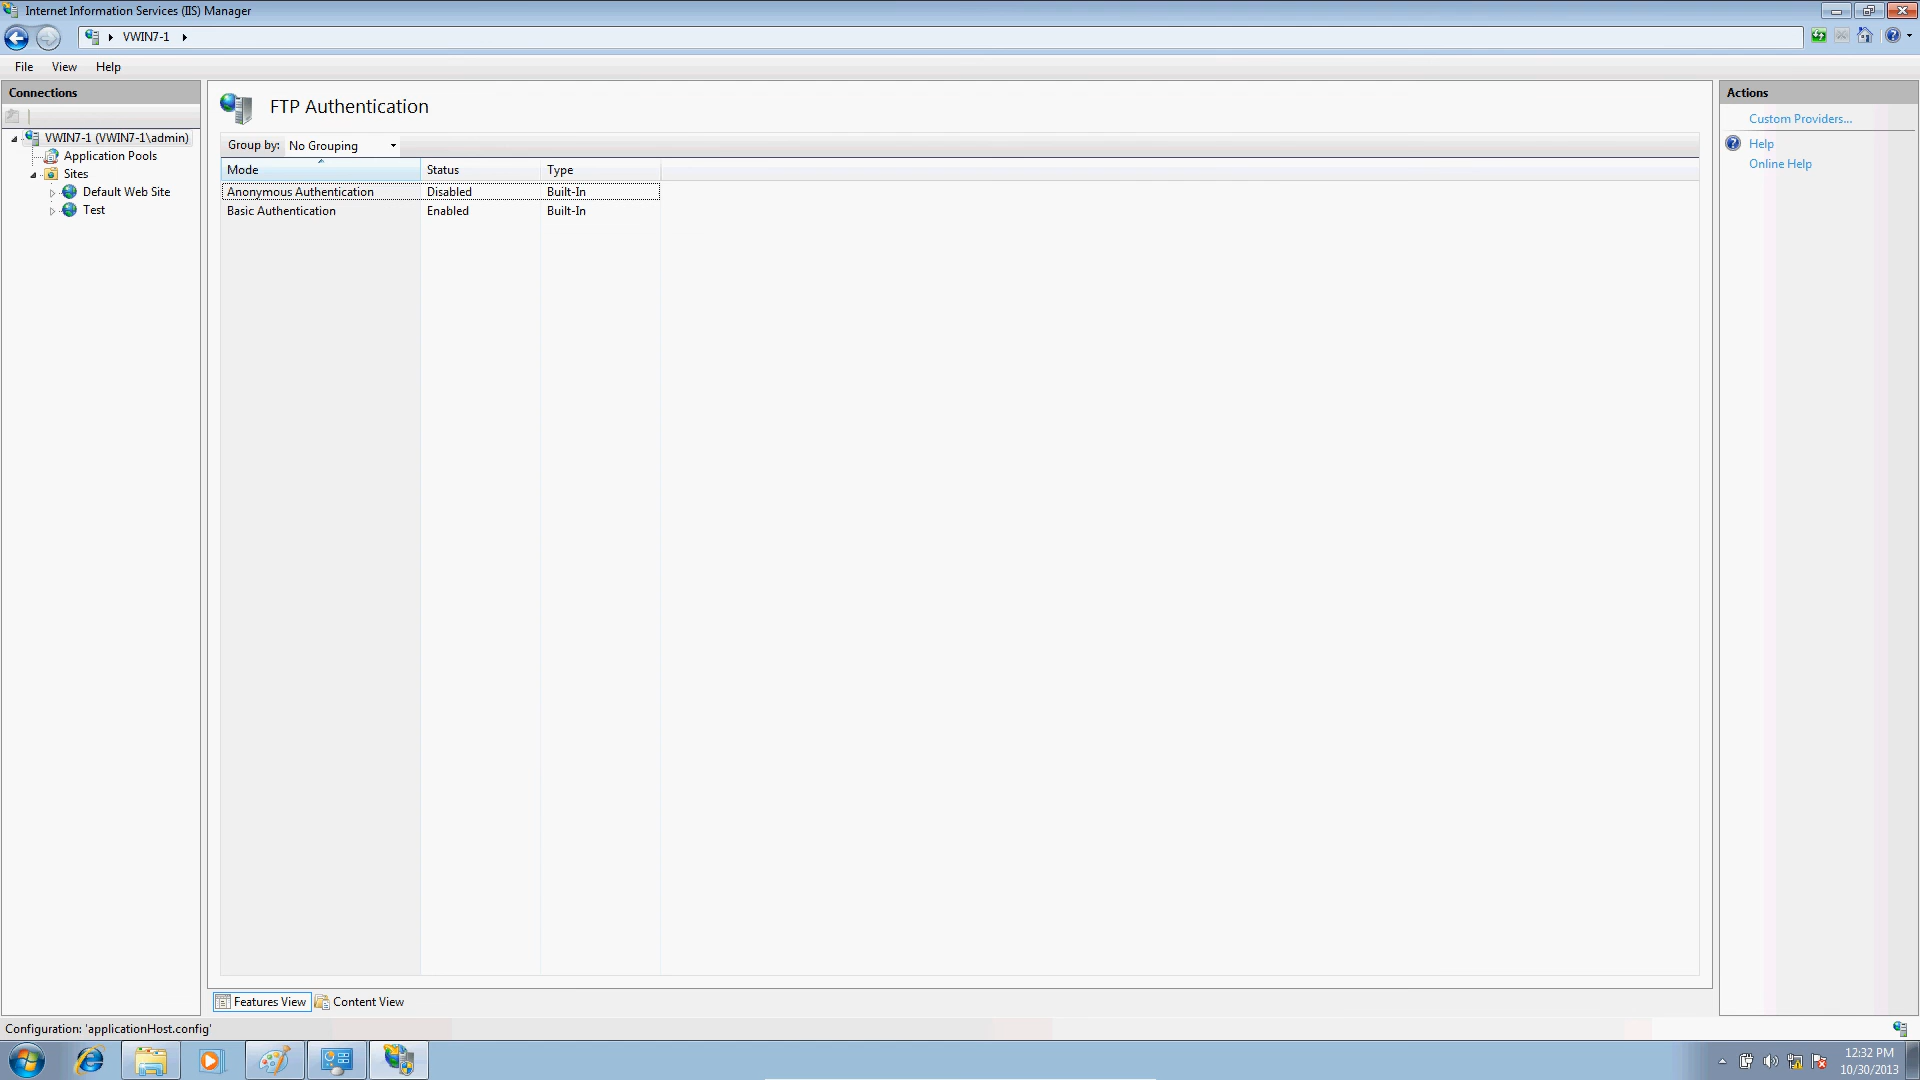 Internet Information Services (IIS) Manager
VWIN7-1
File View Help
Connections
VWIN7-1 (VWIN7-1\admin)
Application Pools
Sites
Default Web Site
Test
FTP Authentication
Group by: No Grouping
Mode Status Type
Anonymous Authentication Disabled Built-In
Basic Authentication Enabled Built-In
Features View Content View
Actions
Custom Providers...
Help
Online Help
Configuration: 'applicationHost.config'
12:32 PM
10/30/2013